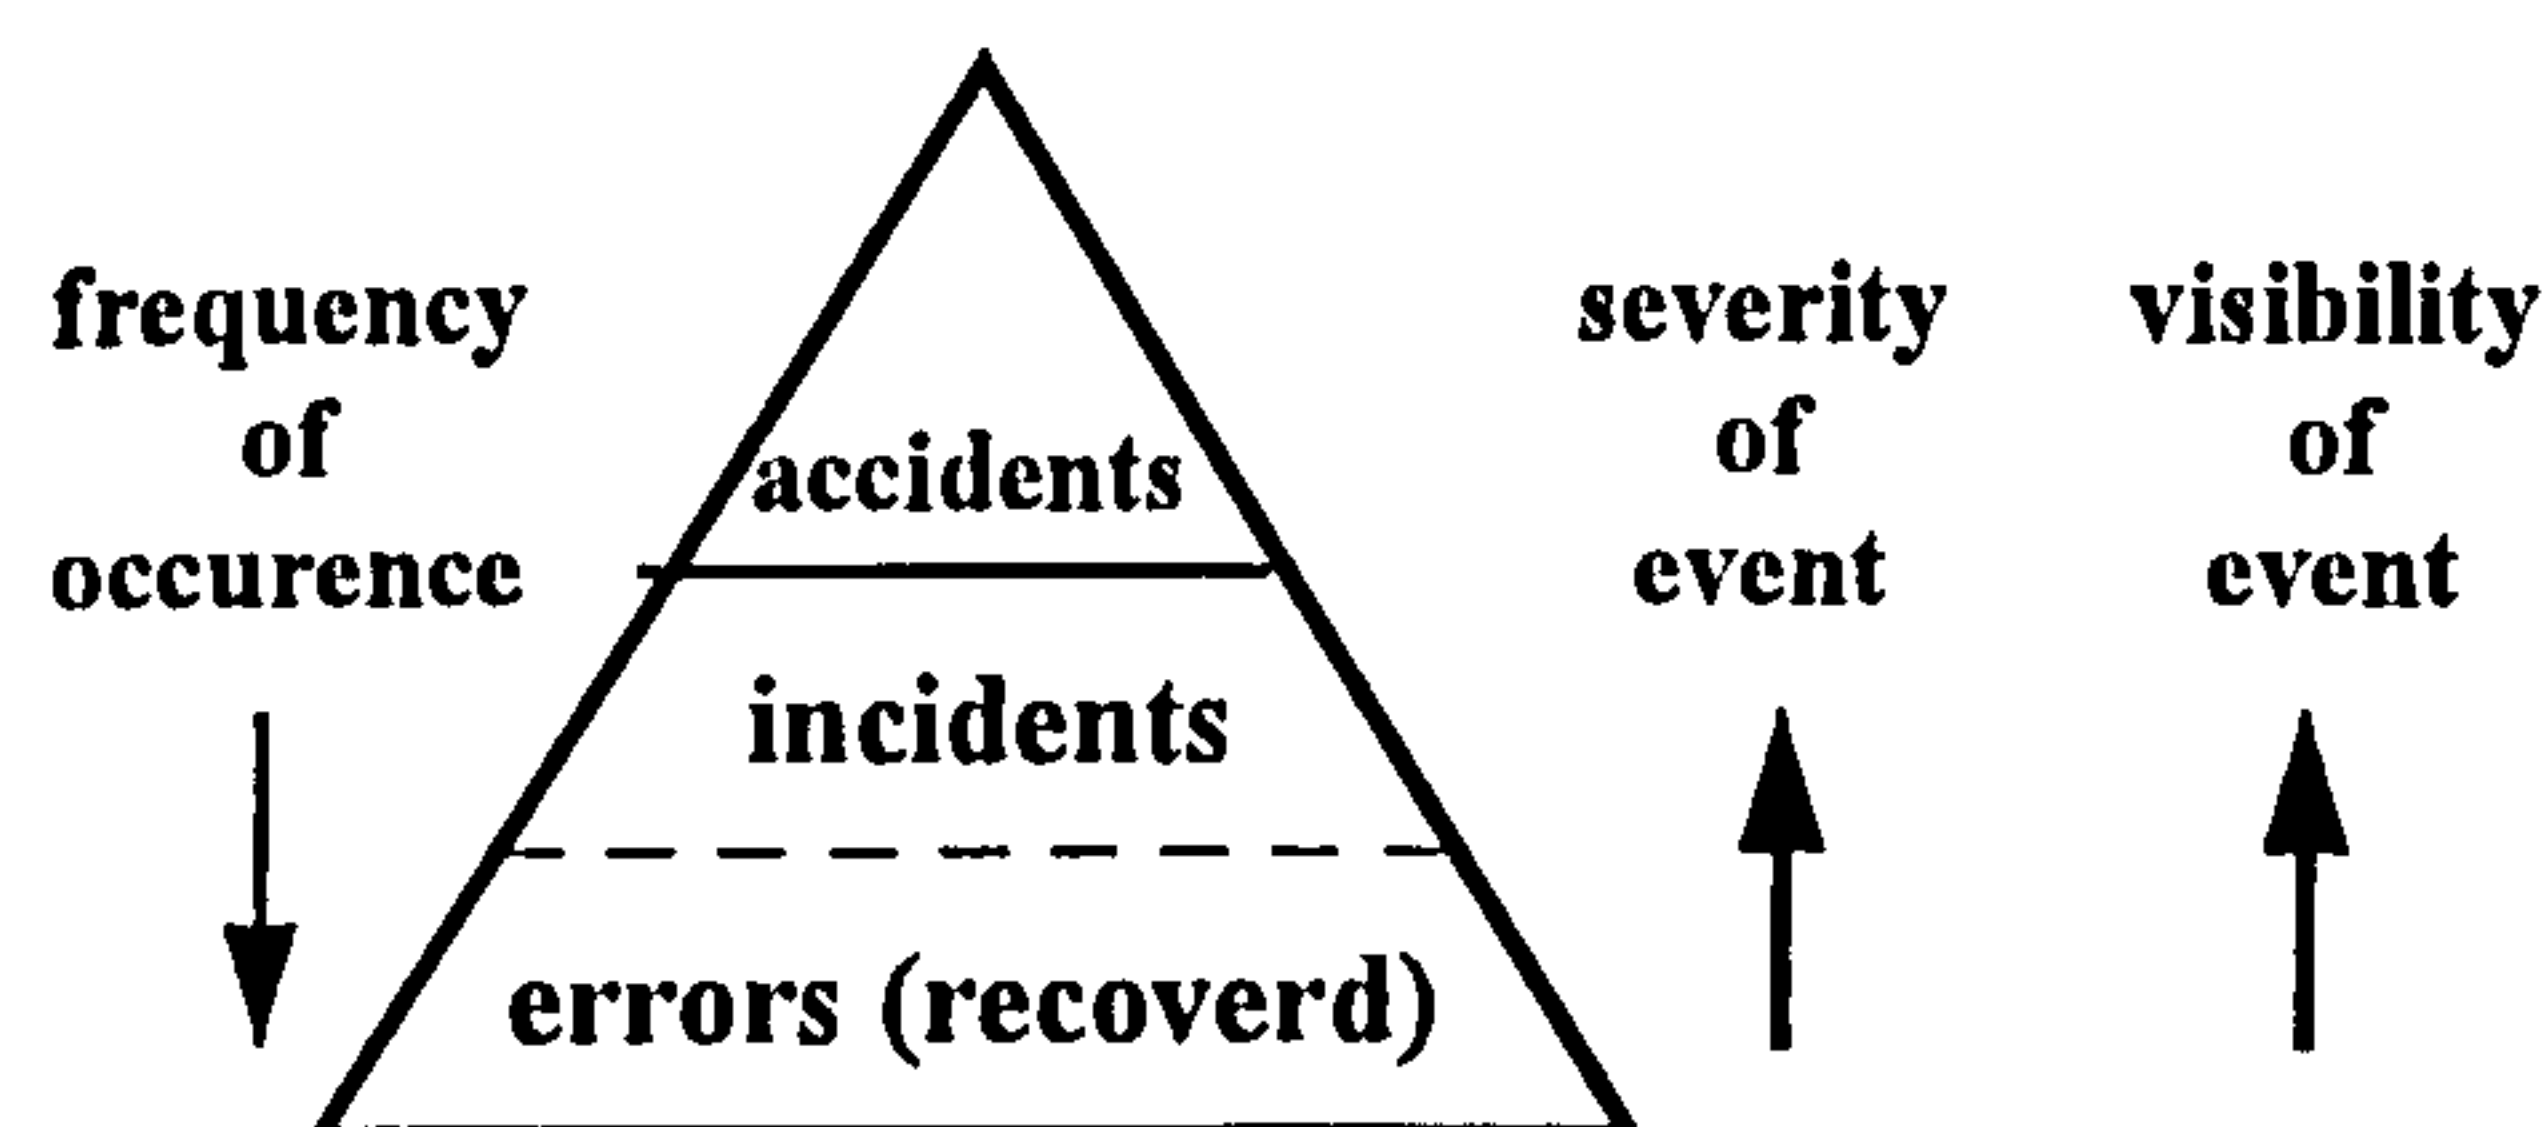 frequency
of
occurence
accidents
incidents
errors (recoverd)
severity
of
event
visibility
of
event